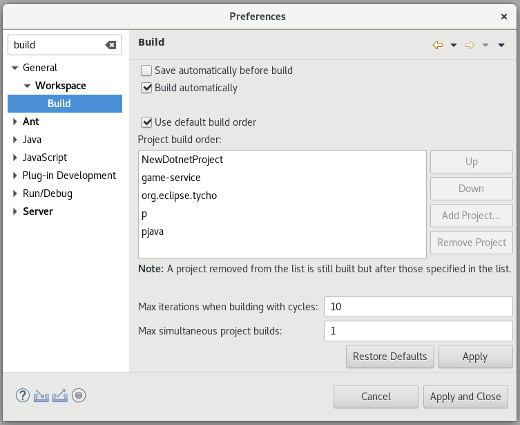 Preferences
build
General
Workspace
Build
Ant
Java
JavaScript
Plug-in Development
Run/Debug
Server
Build
Save automatically before build
Build automatically
Use default build order
Project build order:
NewDotnetProject
game-service
org.eclipse.tycho
p
pjava
Up
Down
Add Project...
Remove Project
Note: A project removed from the list is still built but after those specified in the list.
Max iterations when building with cycles: 10
Max simultaneous project builds: 1
Restore Defaults Apply
Cancel Apply and Close